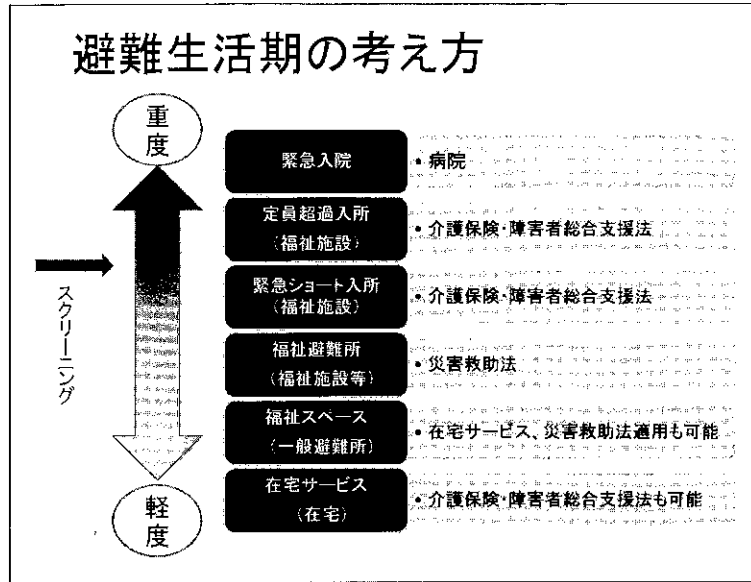 避難生活期の考え方
重度
緊急入院
・病院
定員超過入所
(福祉施設)
・介護保険・障害者総合支援法
スクリーニング
緊急ショート入所
(福祉施設)
・介護保険・障害者総合支援法
福祉避難所
(福祉施設等)
・災害救助法
福祉スペース
(一般避難所)
・在宅サービス、災害救助法適用も可能
在宅サービス
(在宅)
・介護保険・障害者総合支援法も可能
軽度